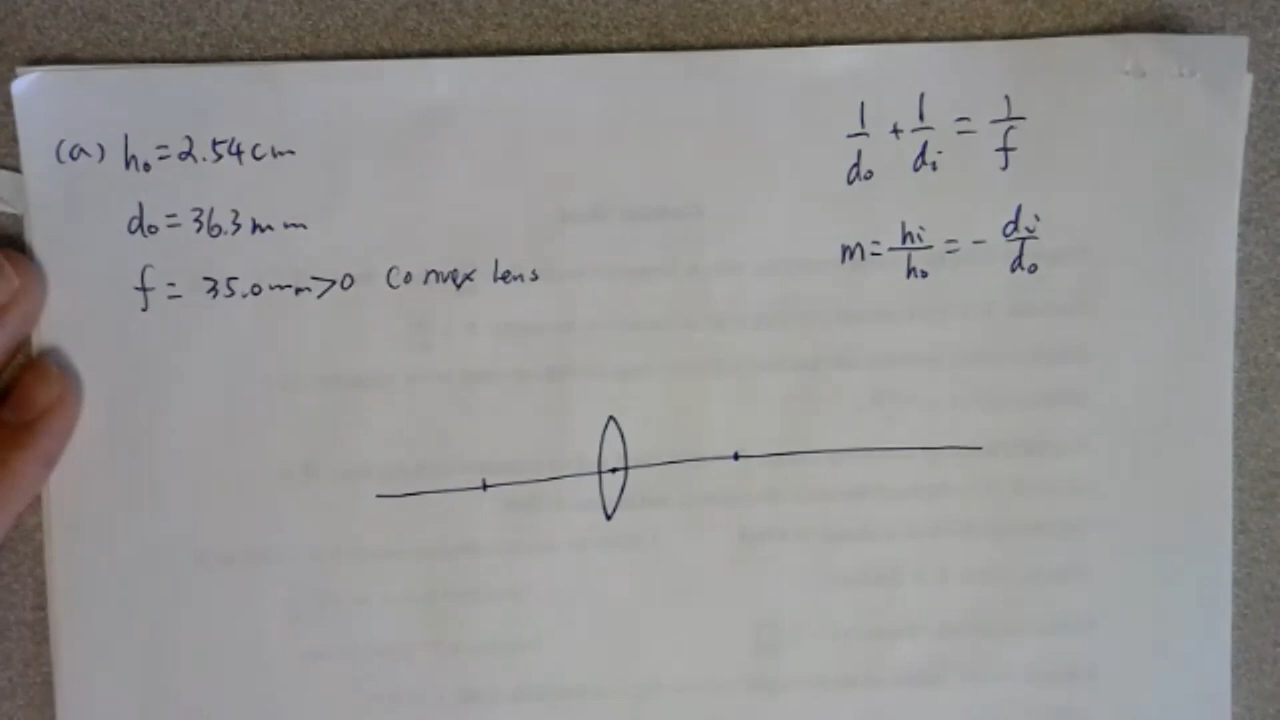 (a) h₀ = 2.54 cm
d₀ = 36.3 mm
f = 35.0 mm > 0 Convex lens
1/d₀ + 1/dᵢ = 1/f
m = hᵢ/h₀ = - dᵢ/d₀